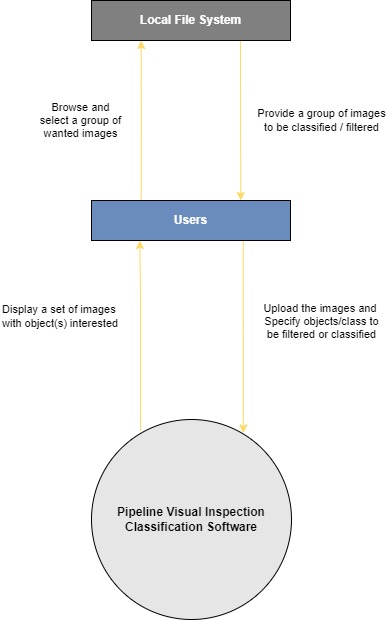 Local File System
Browse and
select a group of
wanted images
Provide a group of images
to be classified / filtered
Users
Display a set of images
with object(s) interested
Upload the images and
Specify objects/class to
be filtered or classified
Pipeline Visual Inspection
Classification Software